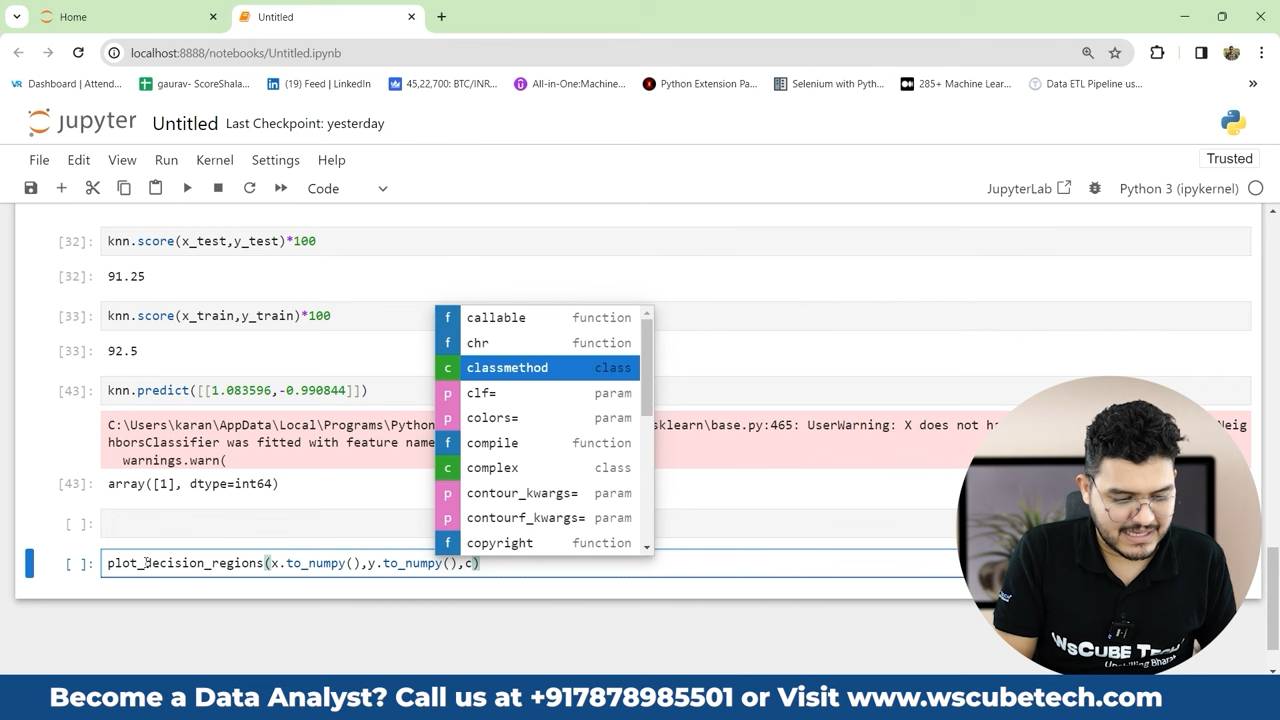 Home
Untitled
localhost:8888/notebooks/Untitled.ipynb
Dashboard | Attend...
gaurav- ScoreShala...
(19) Feed | LinkedIn
45,22,700: BTC/INR...
All-in-One:Machine...
Python Extension Pa...
Selenium with Pyth...
285+ Machine Lear...
Data ETL Pipeline us...
jupyter Untitled Last Checkpoint: yesterday
File Edit View Run Kernel Settings Help
Trusted
Code
JupyterLab
Python 3 (ipykernel)
[32]: knn.score(x_test,y_test)*100
[32]: 91.25
[33]: knn.score(x_train,y_train)*100
[33]: 92.5
[43]: knn.predict([[1.083596,-0.990844]])
C:\Users\karan\AppData\Local\Programs\Python
sklearn\base.py:465: UserWarning: X does not ha
Neig
hborsClassifier was fitted with feature name
warnings.warn(
[43]: array([1], dtype=int64)
[ ]:
[ ]: plot_decision_regions(x.to_numpy(),y.to_numpy(),c)
f callable function
f chr function
c classmethod class
p clf= param
p colors= param
f compile function
c complex class
p contour_kwargs= param
p contourf_kwargs= param
f copyright function
WsCube Tech
Upskilling Bharat
Become a Data Analyst? Call us at +917878985501 or Visit www.wscubetech.com